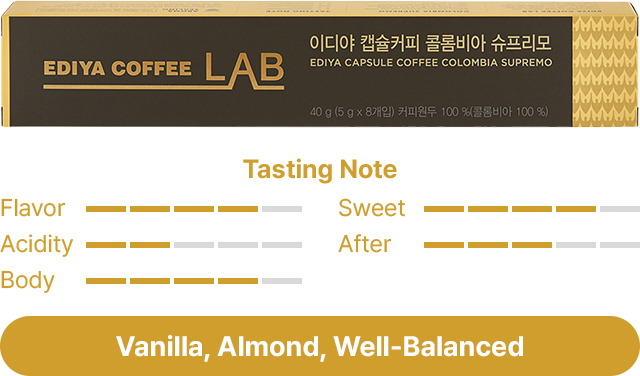 EDIYA COFFEE LAB
이디야 캡슐커피 콜롬비아 슈프리모
EDIYA CAPSULE COFFEE COLOMBIA SUPREMO
40 g (5 g x 8개입) 커피원두 100 %(콜롬비아 100 %)
Tasting Note
Flavor
Sweet
Acidity
After
Body
Vanilla, Almond, Well-Balanced